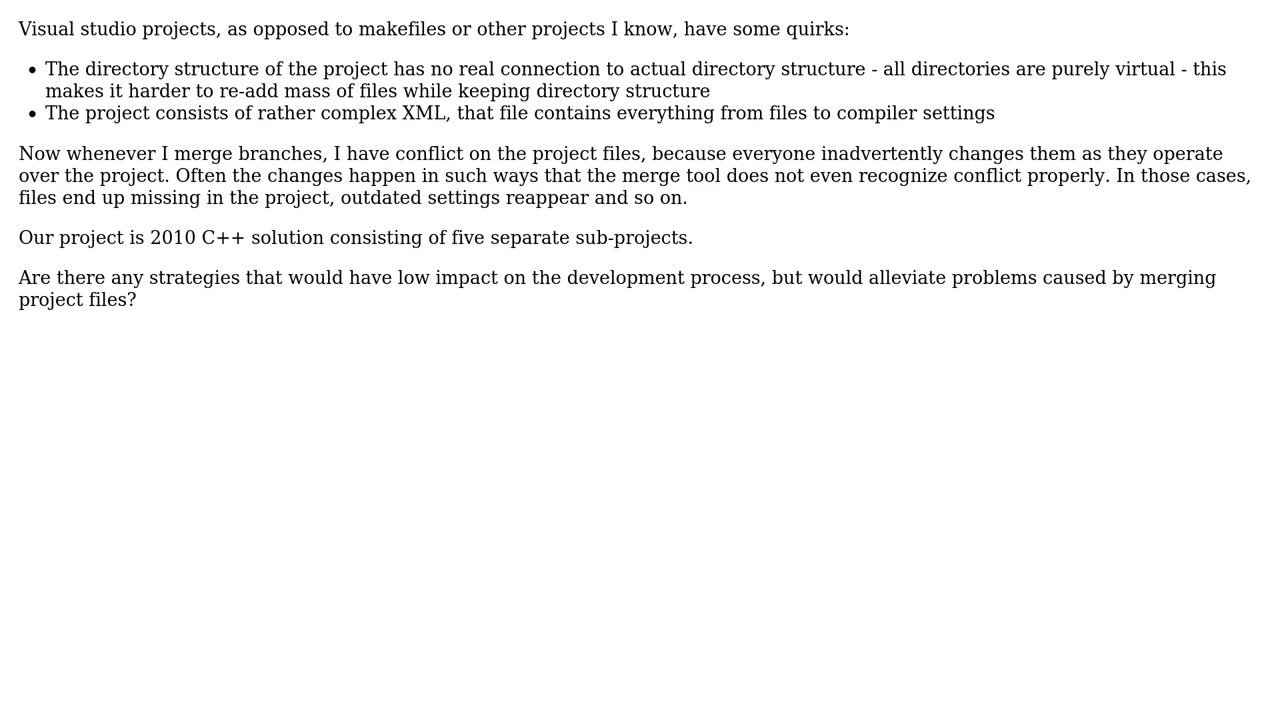 Visual studio projects, as opposed to makefiles or other projects I know, have some quirks:
• The directory structure of the project has no real connection to actual directory structure - all directories are purely virtual - this
makes it harder to re-add mass of files while keeping directory structure
• The project consists of rather complex XML, that file contains everything from files to compiler settings
Now whenever I merge branches, I have conflict on the project files, because everyone inadvertently changes them as they operate
over the project. Often the changes happen in such ways that the merge tool does not even recognize conflict properly. In those cases,
files end up missing in the project, outdated settings reappear and so on.
Our project is 2010 C++ solution consisting of five separate sub-projects.
Are there any strategies that would have low impact on the development process, but would alleviate problems caused by merging
project files?